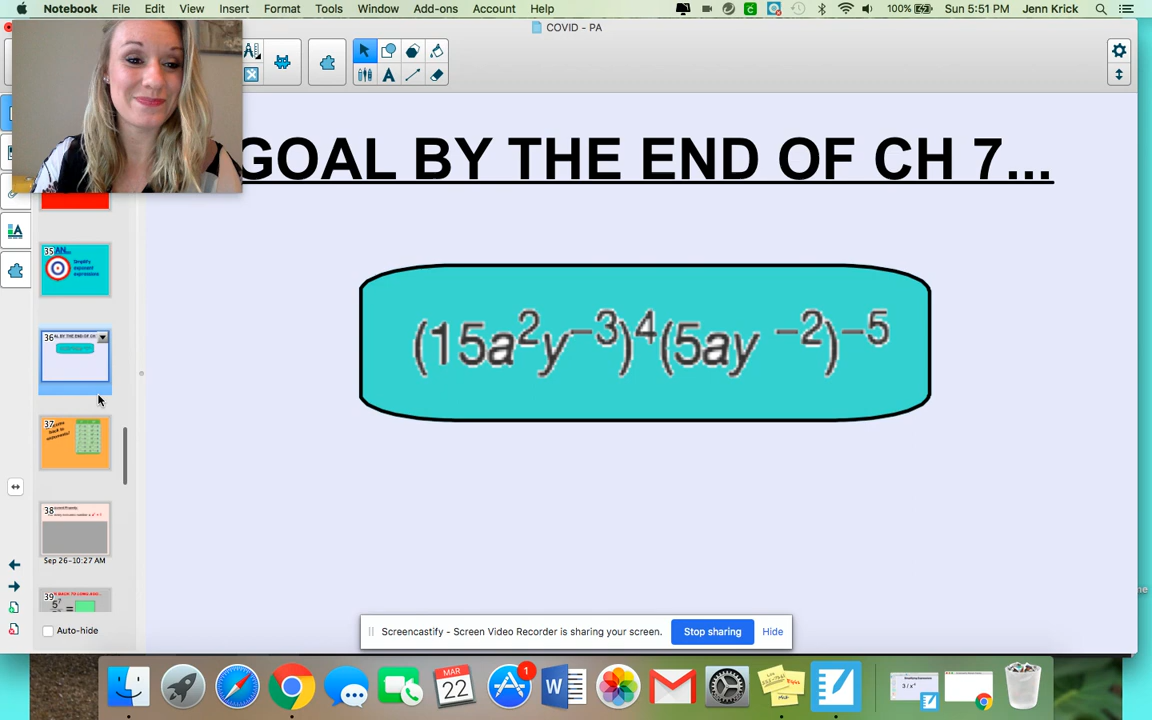 Notebook File Edit View Insert Format Tools Window Add-ons Account Help 100% Sun 5:51 PM Jenn Krick
COVID - PA
GOAL BY THE END OF CH 7...
(15a²y⁻³)⁴(5ay ⁻²)⁻⁵
35
36
37
38
Sep 26-10:27 AM
39
Auto-hide
Screencastify - Screen Video Recorder is sharing your screen. Stop sharing Hide
MAR
22
1